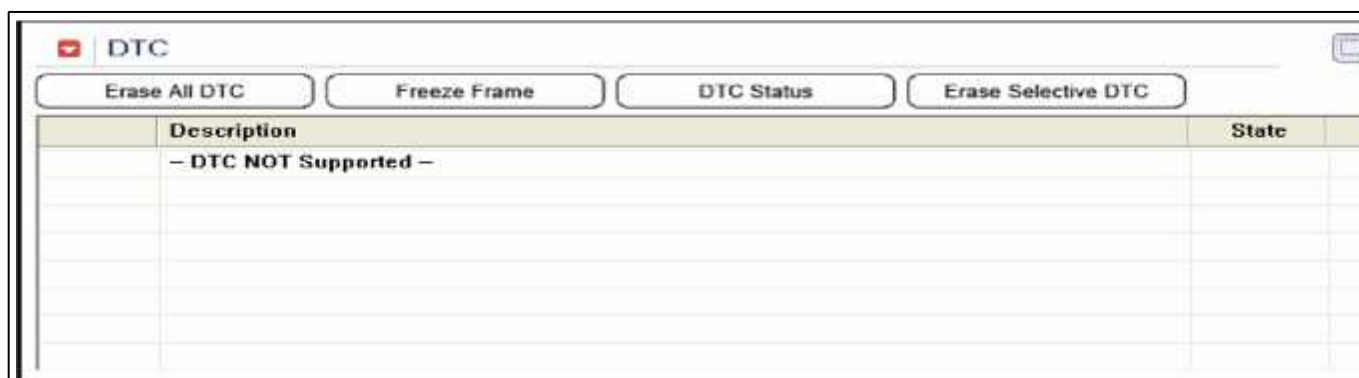 DTC
Erase All DTC Freeze Frame DTC Status Erase Selective DTC
Description State
– DTC NOT Supported –